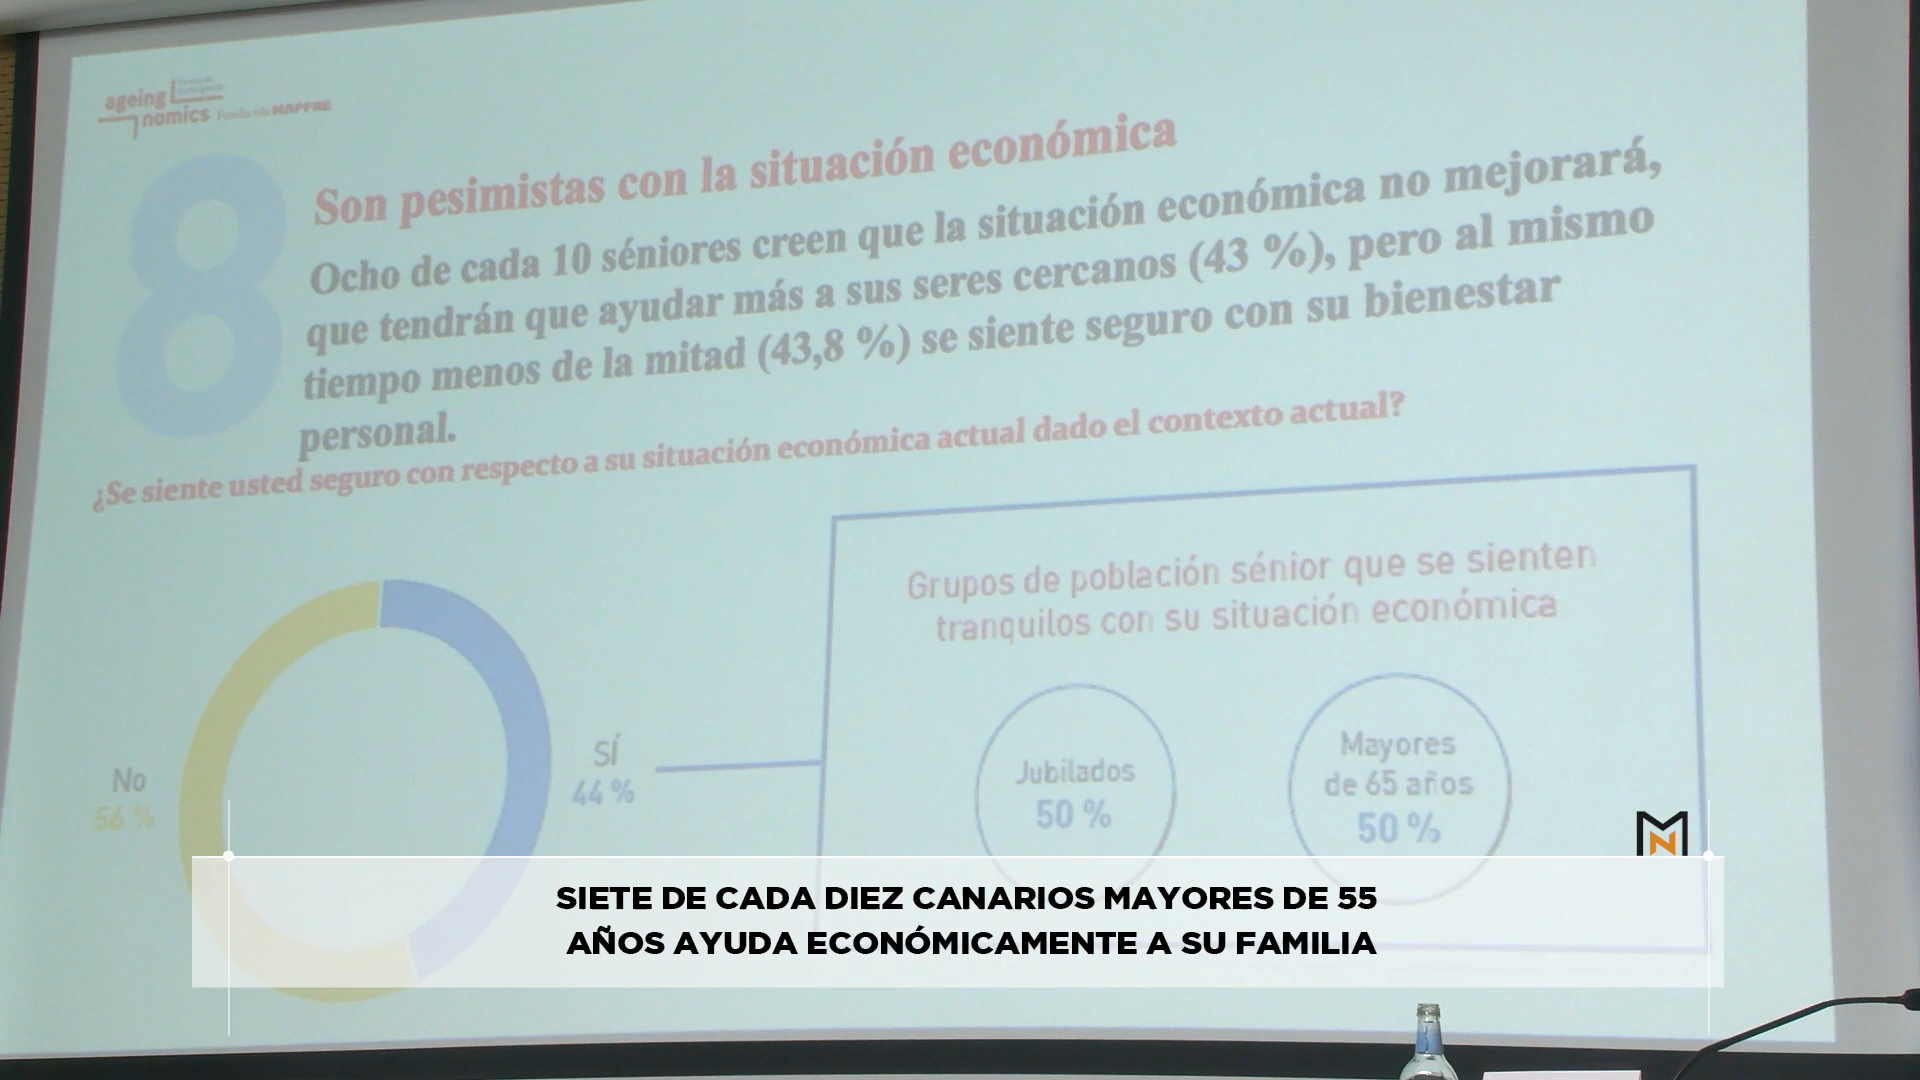 ageing
nomics
Fundación MAPFRE
8
Son pesimistas con la situación económica
Ocho de cada 10 séniores creen que la situación económica no mejorará,
que tendrán que ayudar más a sus seres cercanos (43 %), pero al mismo
tiempo menos de la mitad (43,8 %) se siente seguro con su bienestar
personal.
¿Se siente usted seguro con respecto a su situación económica actual dado el contexto actual?
Grupos de población sénior que se sienten
tranquilos con su situación económica
No
56 %
SÍ
44 %
Jubilados
50 %
Mayores
de 65 años
50 %
SIETE DE CADA DIEZ CANARIOS MAYORES DE 55
AÑOS AYUDA ECONÓMICAMENTE A SU FAMILIA